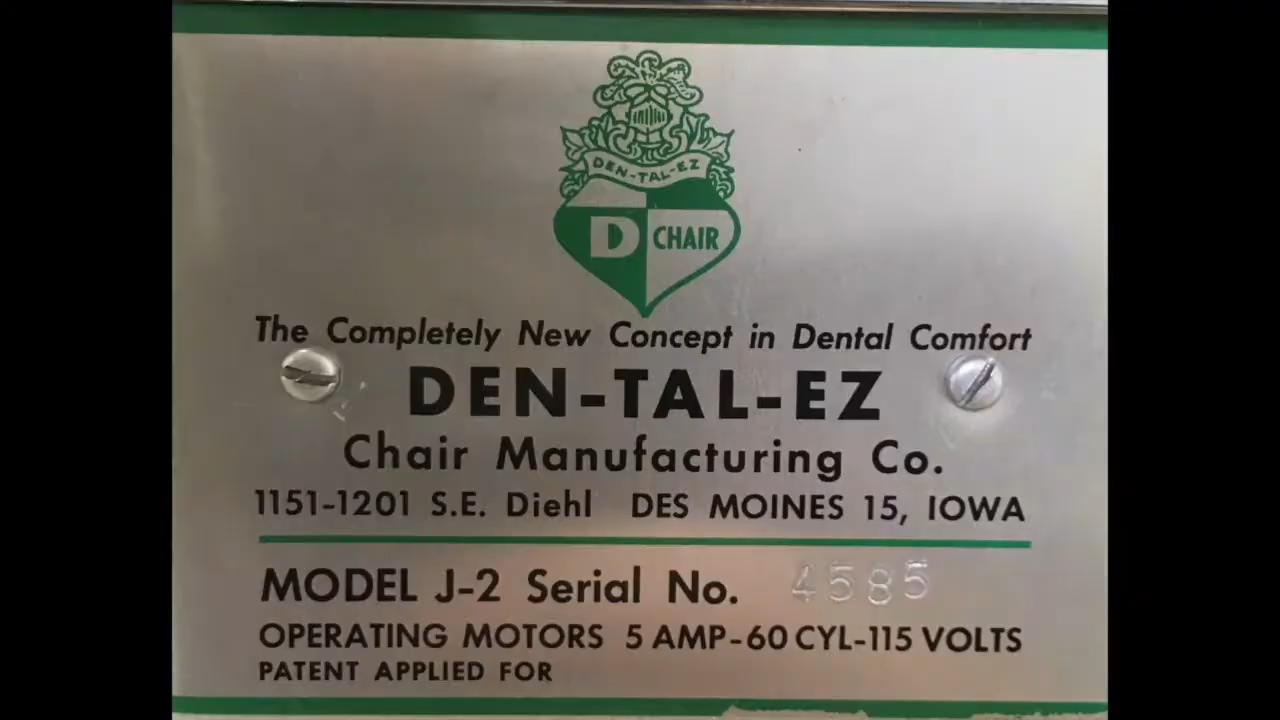 DEN-TAL-EZ
D CHAIR
The Completely New Concept in Dental Comfort
DEN-TAL-EZ
Chair Manufacturing Co.
1151-1201 S.E. Diehl DES MOINES 15, IOWA
MODEL J-2 Serial No. 4585
OPERATING MOTORS 5 AMP-60 CYL-115 VOLTS
PATENT APPLIED FOR